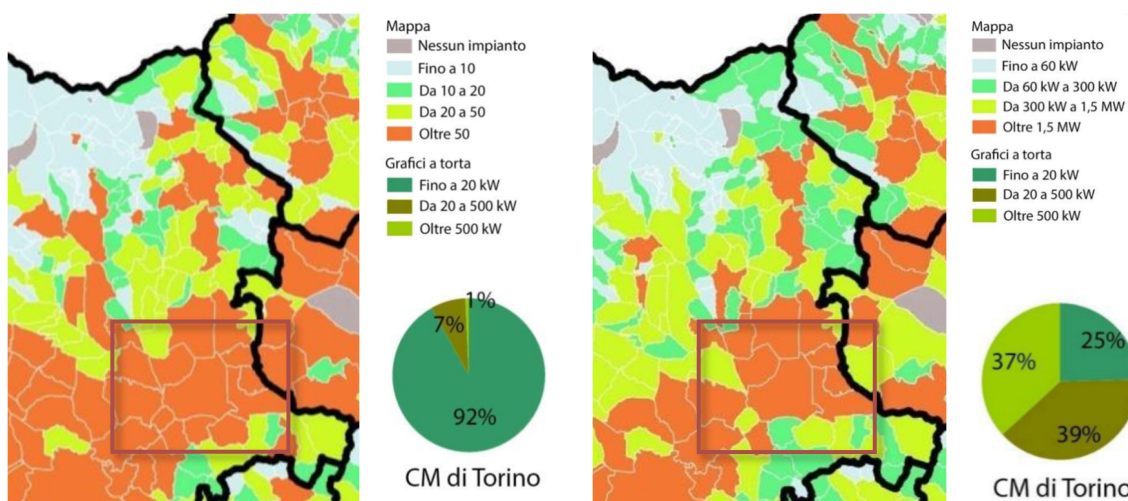 Mappa
Nessun impianto
Fino a 10
Da 10 a 20
Da 20 a 50
Oltre 50
Grafici a torta
Fino a 20 kW
Da 20 a 500 kW
Oltre 500 kW
1%
7%
92%
CM di Torino
Mappa
Nessun impianto
Fino a 60 kW
Da 60 kW a 300 kW
Da 300 kW a 1,5 MW
Oltre 1,5 MW
Grafici a torta
Fino a 20 kW
Da 20 a 500 kW
Oltre 500 kW
25%
37%
39%
CM di Torino